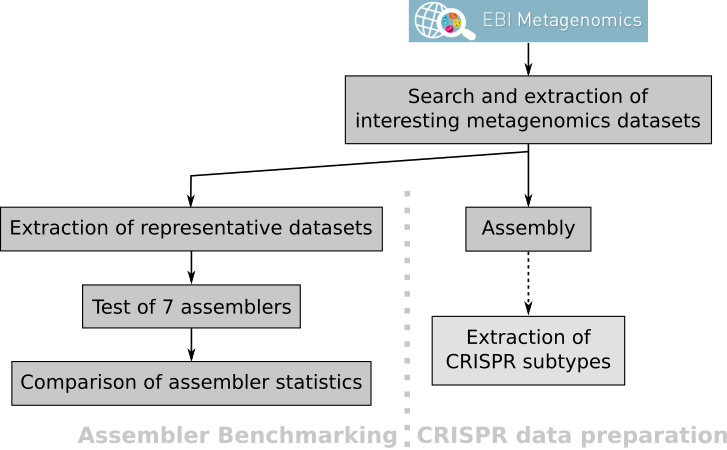 EBI Metagenomics
Search and extraction of
interesting metagenomics datasets
Extraction of representative datasets
Assembly
Test of 7 assemblers
Extraction of
CRISPR subtypes
Comparison of assembler statistics
Assembler Benchmarking
CRISPR data preparation